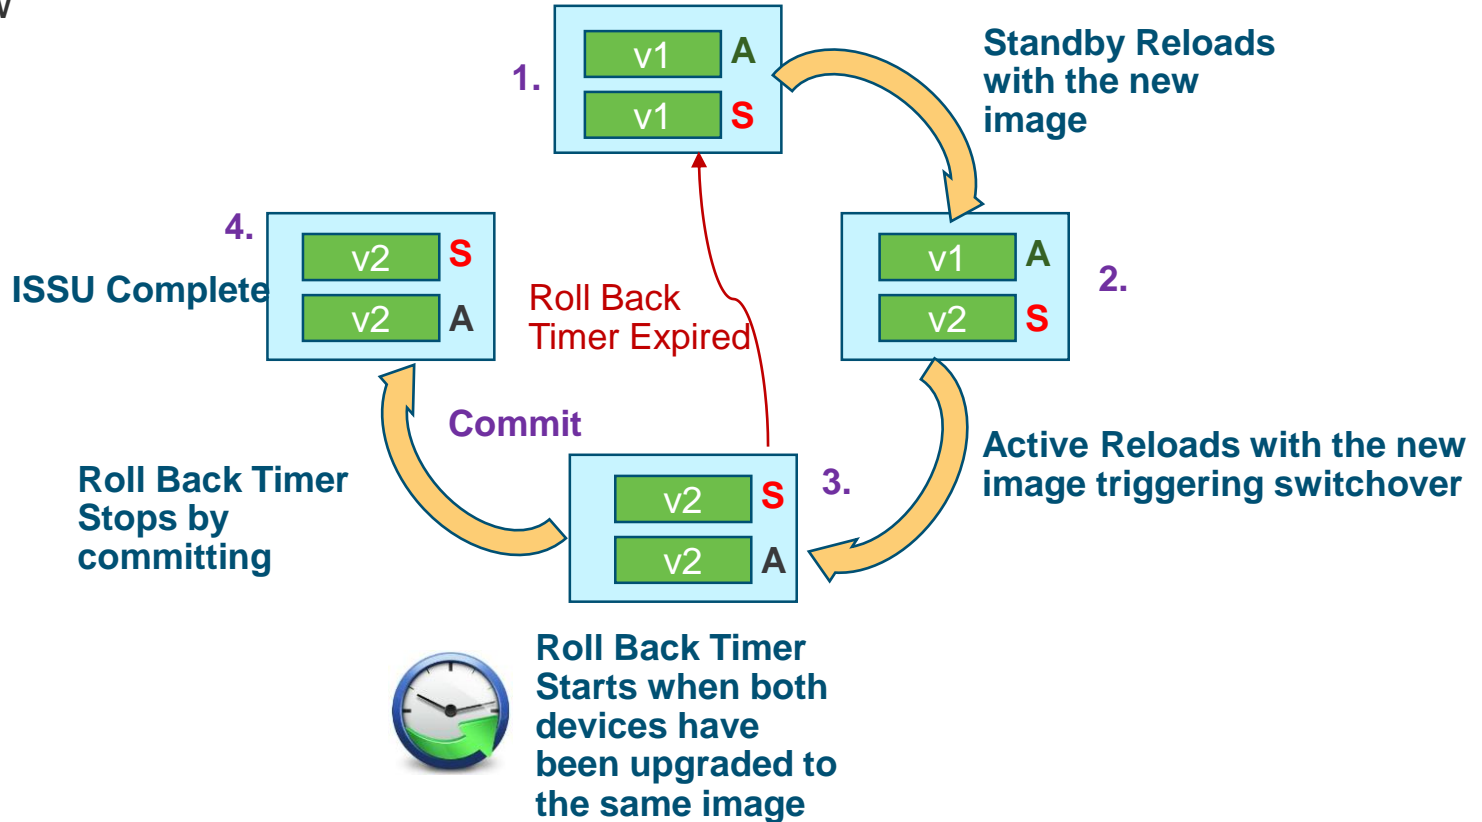 v1 A
1.
v1 S
Standby Reloads
with the new
image
4.
v2 S
ISSU Complete
v2 A
v1 A
2.
v2 S
Roll Back
Timer Expired
Commit
Active Reloads with the new
image triggering switchover
Roll Back Timer
Stops by
committing
v2 S
3.
v2 A
Roll Back Timer
Starts when both
devices have
been upgraded to
the same image